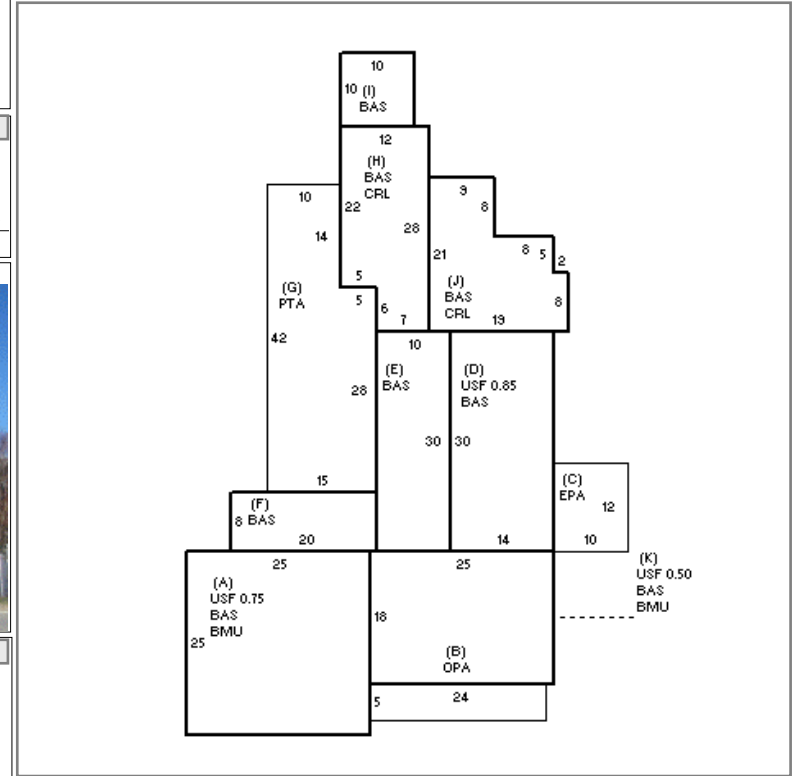 10
10 (I)
BAS
12
(H)
BAS
CRL
22
28
5
10
14
(G)
PTA
42
5
28
15
9
8
8 5 2
21
(J)
BAS
CRL
8
19
6
7
10
(E)
BAS
30
(D)
USF 0.85
BAS
30
14
(C)
EPA
12
10
(F)
8 BAS
20
25
(A)
USF 0.75
BAS
BMU
25
25
18
(B)
OPA
5
24
(K)
USF 0.50
BAS
BMU